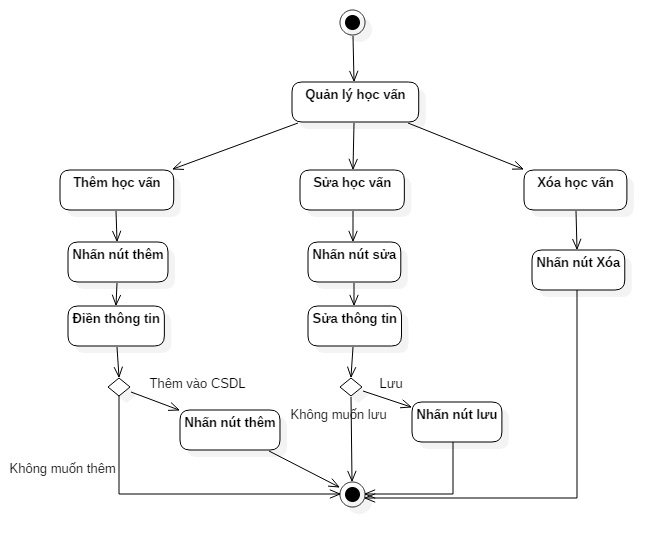 Quản lý học vấn
Thêm học vấn
Sửa học vấn
Xóa học vấn
Nhấn nút thêm
Nhấn nút sửa
Nhấn nút Xóa
Điền thông tin
Sửa thông tin
Thêm vào CSDL
Lưu
Nhấn nút thêm
Không muốn lưu
Nhấn nút lưu
Không muốn thêm